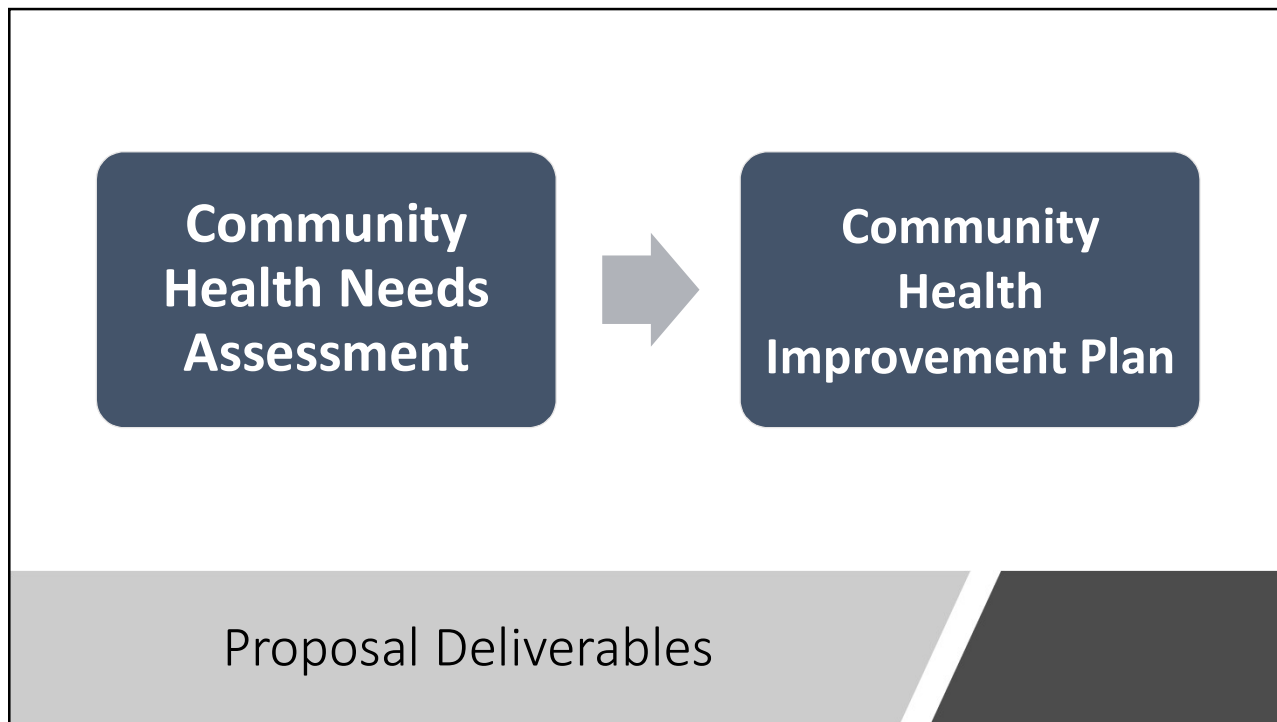 Community
Health Needs
Assessment
Community
Health
Improvement Plan
Proposal Deliverables